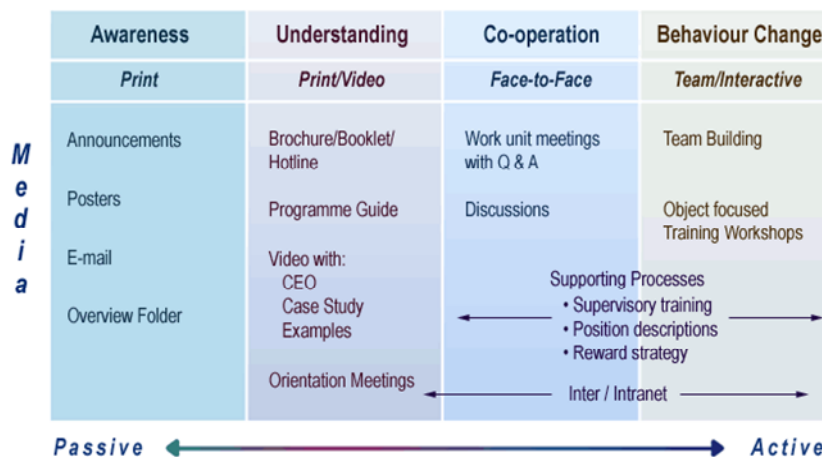 Awareness
Understanding
Co-operation
Behaviour Change
Print
Print/Video
Face-to-Face
Team/Interactive
Media
Announcements
Posters
E-mail
Overview Folder
Brochure/Booklet/
Hotline
Programme Guide
Video with:
CEO
Case Study
Examples
Orientation Meetings
Work unit meetings
with Q & A
Discussions
Team Building
Object focused
Training Workshops
Supporting Processes
• Supervisory training
• Position descriptions
• Reward strategy
Inter / Intranet
Passive
Active